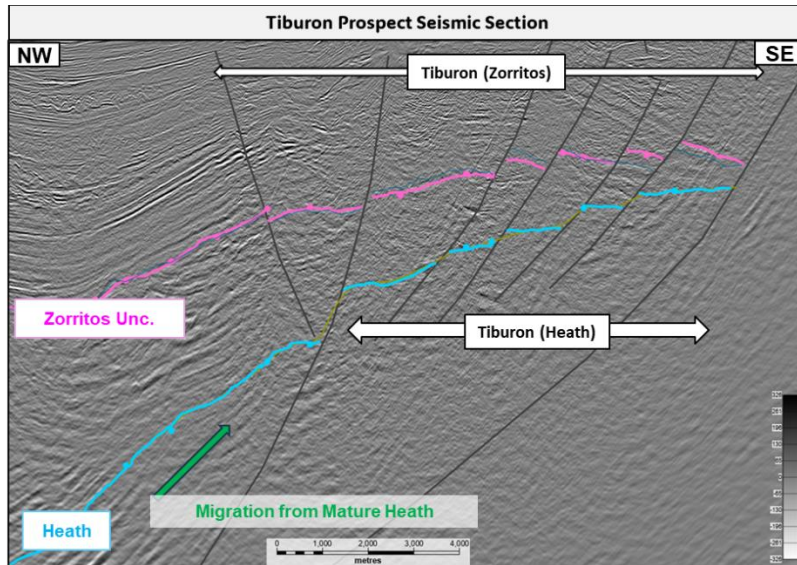 Tiburon Prospect Seismic Section
NW
SE
Tiburon (Zorritos)
Zorritos Unc.
Tiburon (Heath)
Migration from Mature Heath
Heath
0 1,000 2,000 3,000 4,000
metres